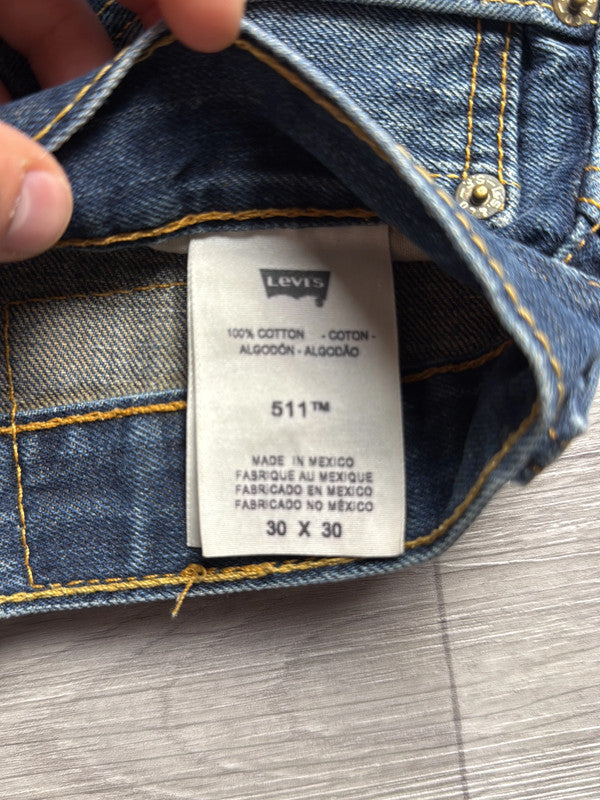 Levi's
100% COTTON - COTON -
ALGODÓN - ALGODÃO
511™
MADE IN MEXICO
FABRIQUE AU MEXIQUE
FABRICADO EN MEXICO
FABRICADO NO MÉXICO
30 X 30